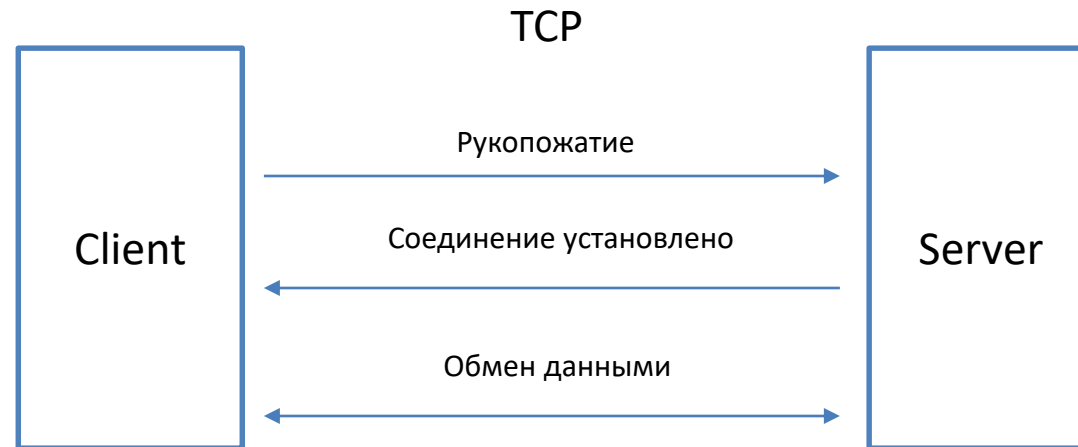 TCP
Рукопожатие
Client
Соединение установлено
Server
Обмен данными